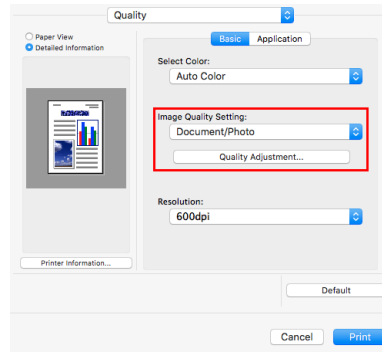 Quality
Paper View
Detailed Information
Basic Application
Select Color:
Auto Color
Image Quality Setting:
Document/Photo
Quality Adjustment...
Resolution:
600dpi
Printer Information...
Default
Cancel Print